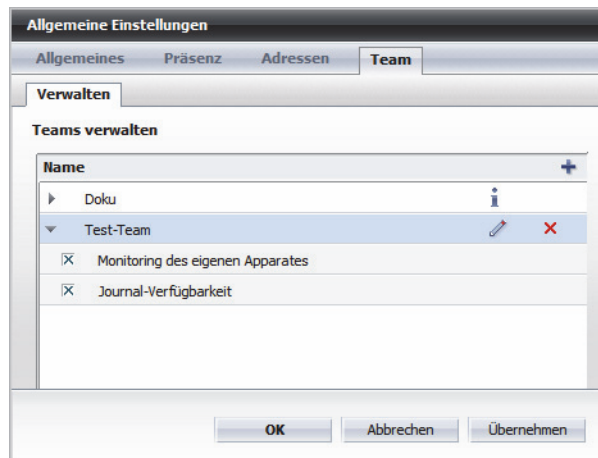 Allgemeine Einstellungen
Allgemeines Präsenz Adressen Team
Verwalten
Teams verwalten
Name
Doku
Test-Team
Monitoring des eigenen Apparates
Journal-Verfügbarkeit
OK Abbrechen Übernehmen